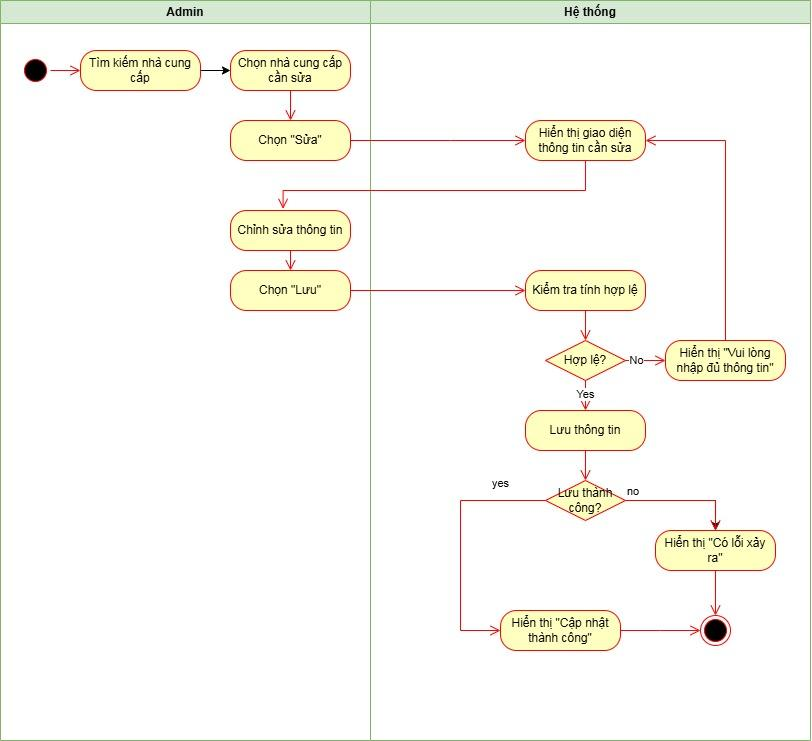 Admin
Hệ thống
Tìm kiếm nhà cung
cấp
Chọn nhà cung cấp
cần sửa
Chọn "Sửa"
Hiển thị giao diện
thông tin cần sửa
Chỉnh sửa thông tin
Chọn "Lưu"
Kiểm tra tính hợp lệ
Hợp lệ?
No
Hiển thị "Vui lòng
nhập đủ thông tin"
Yes
Lưu thông tin
yes
Lưu thành
công?
no
Hiển thị "Có lỗi xảy
ra"
Hiển thị "Cập nhật
thành công"